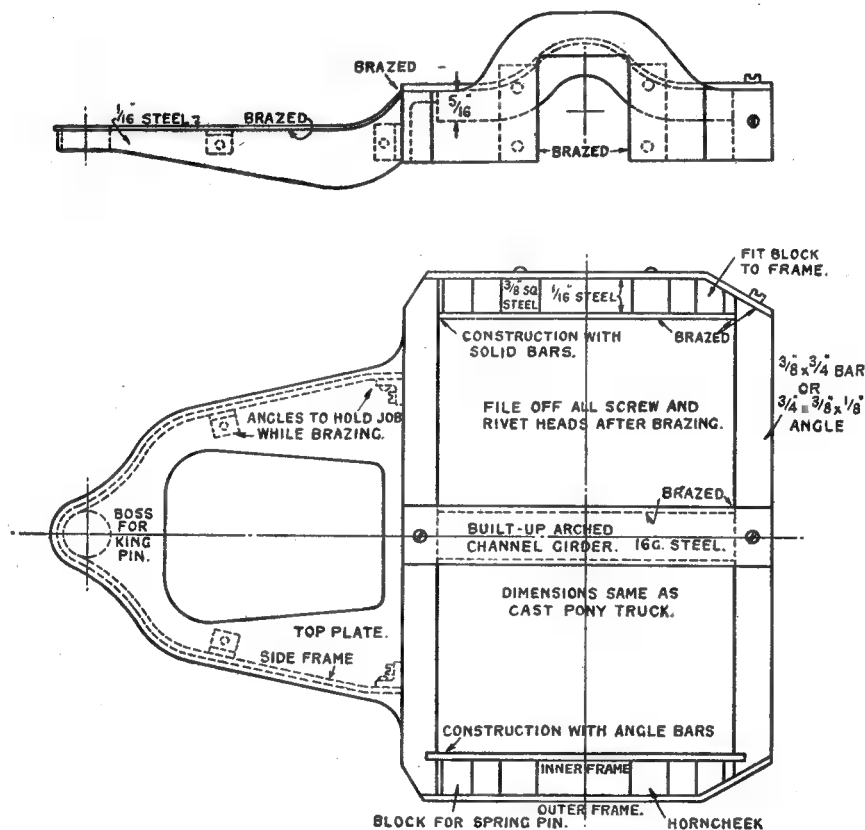 BRAZED
1/16" STEEL
BRAZED
5/16"
BRAZED
FIT BLOCK
TO FRAME.
3/8" SQ
STEEL
1/16" STEEL
CONSTRUCTION WITH
SOLID BARS.
BRAZED
3/8" x 3/4" BAR
OR
3/4" = 3/8" x 1/8"
ANGLE
ANGLES TO HOLD JOB
WHILE BRAZING.
FILE OFF ALL SCREW AND
RIVET HEADS AFTER BRAZING.
BOSS
FOR
KING
PIN.
BRAZED
BUILT-UP ARCHED
CHANNEL GIRDER. 16G. STEEL.
DIMENSIONS SAME AS
CAST PONY TRUCK.
TOP PLATE.
SIDE FRAME
CONSTRUCTION WITH ANGLE BARS
INNER FRAME
OUTER FRAME.
BLOCK FOR SPRING PIN.
HORNCHEEK